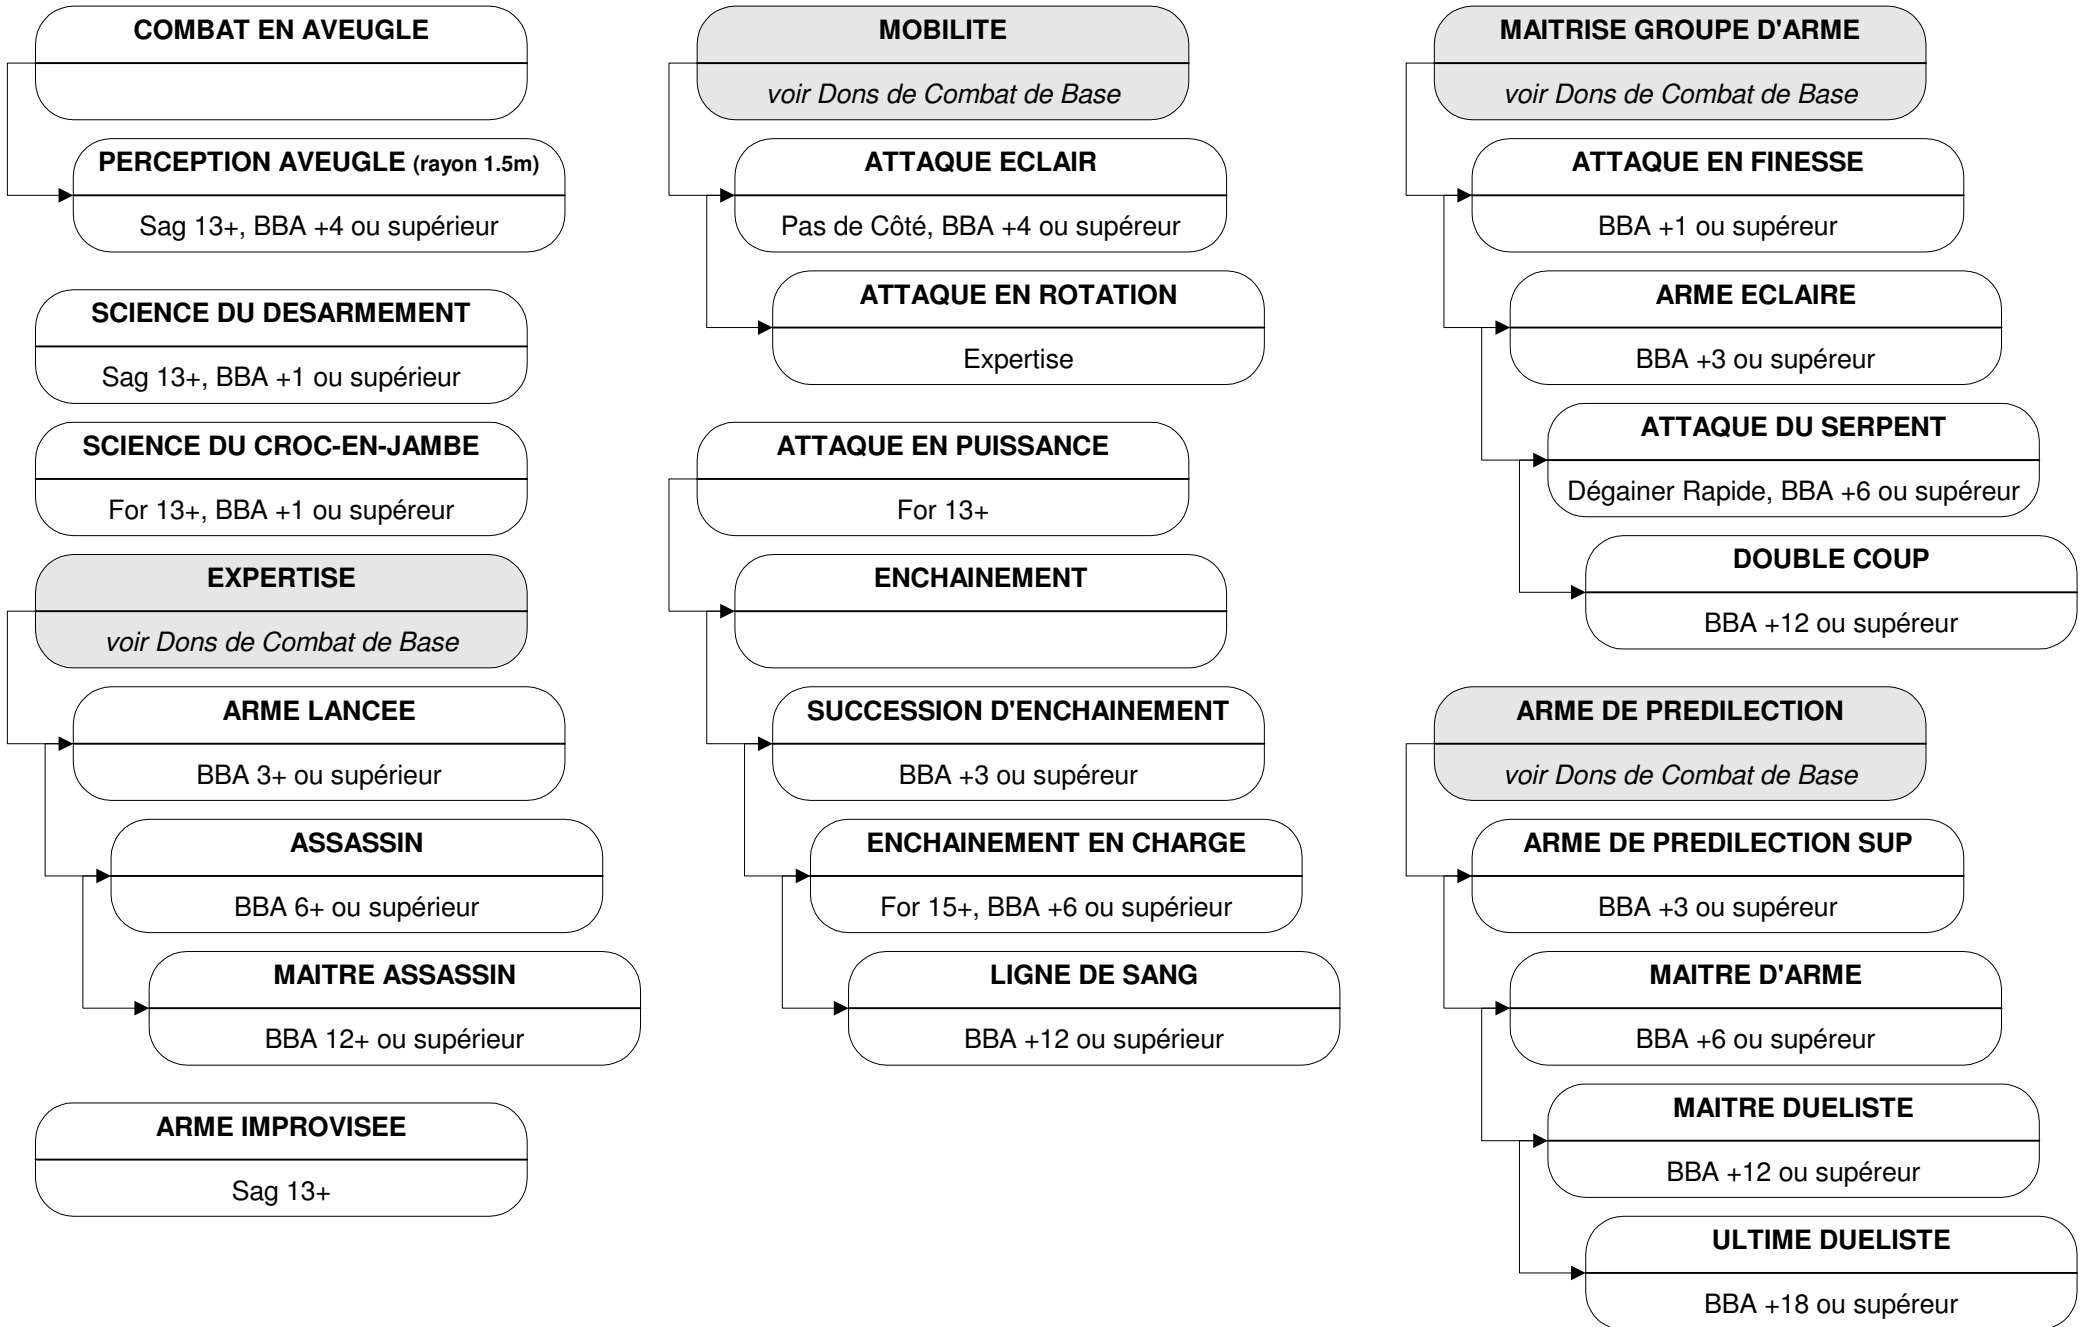 COMBAT EN AVEUGLE
PERCEPTION AVEUGLE (rayon 1.5m)
Sag 13+, BBA +4 ou supérieur
SCIENCE DU DESARMEMENT
Sag 13+, BBA +1 ou supérieur
SCIENCE DU CROC-EN-JAMBE
For 13+, BBA +1 ou supéreur
EXPERTISE
voir Dons de Combat de Base
ARME LANCEE
BBA 3+ ou supérieur
ASSASSIN
BBA 6+ ou supérieur
MAITRE ASSASSIN
BBA 12+ ou supérieur
ARME IMPROVISEE
Sag 13+
MOBILITE
voir Dons de Combat de Base
ATTAQUE ECLAIR
Pas de Côté, BBA +4 ou supéreur
ATTAQUE EN ROTATION
Expertise
ATTAQUE EN PUISSANCE
For 13+
ENCHAINEMENT
SUCCESSION D'ENCHAINEMENT
BBA +3 ou supéreur
ENCHAINEMENT EN CHARGE
For 15+, BBA +6 ou supérieur
LIGNE DE SANG
BBA +12 ou supérieur
MAITRISE GROUPE D'ARME
voir Dons de Combat de Base
ATTAQUE EN FINESSE
BBA +1 ou supéreur
ARME ECLAIRE
BBA +3 ou supéreur
ATTAQUE DU SERPENT
Dégainer Rapide, BBA +6 ou supéreur
DOUBLE COUP
BBA +12 ou supéreur
ARME DE PREDILECTION
voir Dons de Combat de Base
ARME DE PREDILECTION SUP
BBA +3 ou supéreur
MAITRE D'ARME
BBA +6 ou supéreur
MAITRE DUELISTE
BBA +12 ou supéreur
ULTIME DUELISTE
BBA +18 ou supéreur